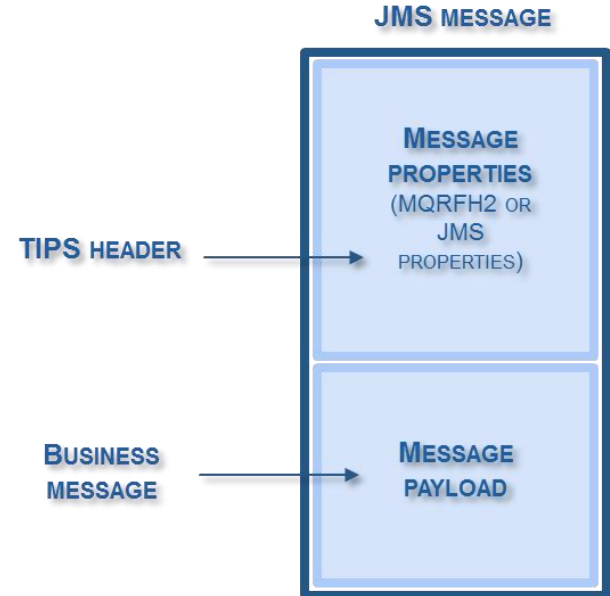 JMS MESSAGE
MESSAGE
PROPERTIES
(MQRFH2 OR
JMS
PROPERTIES)
TIPS HEADER
BUSINESS
MESSAGE
MESSAGE
PAYLOAD